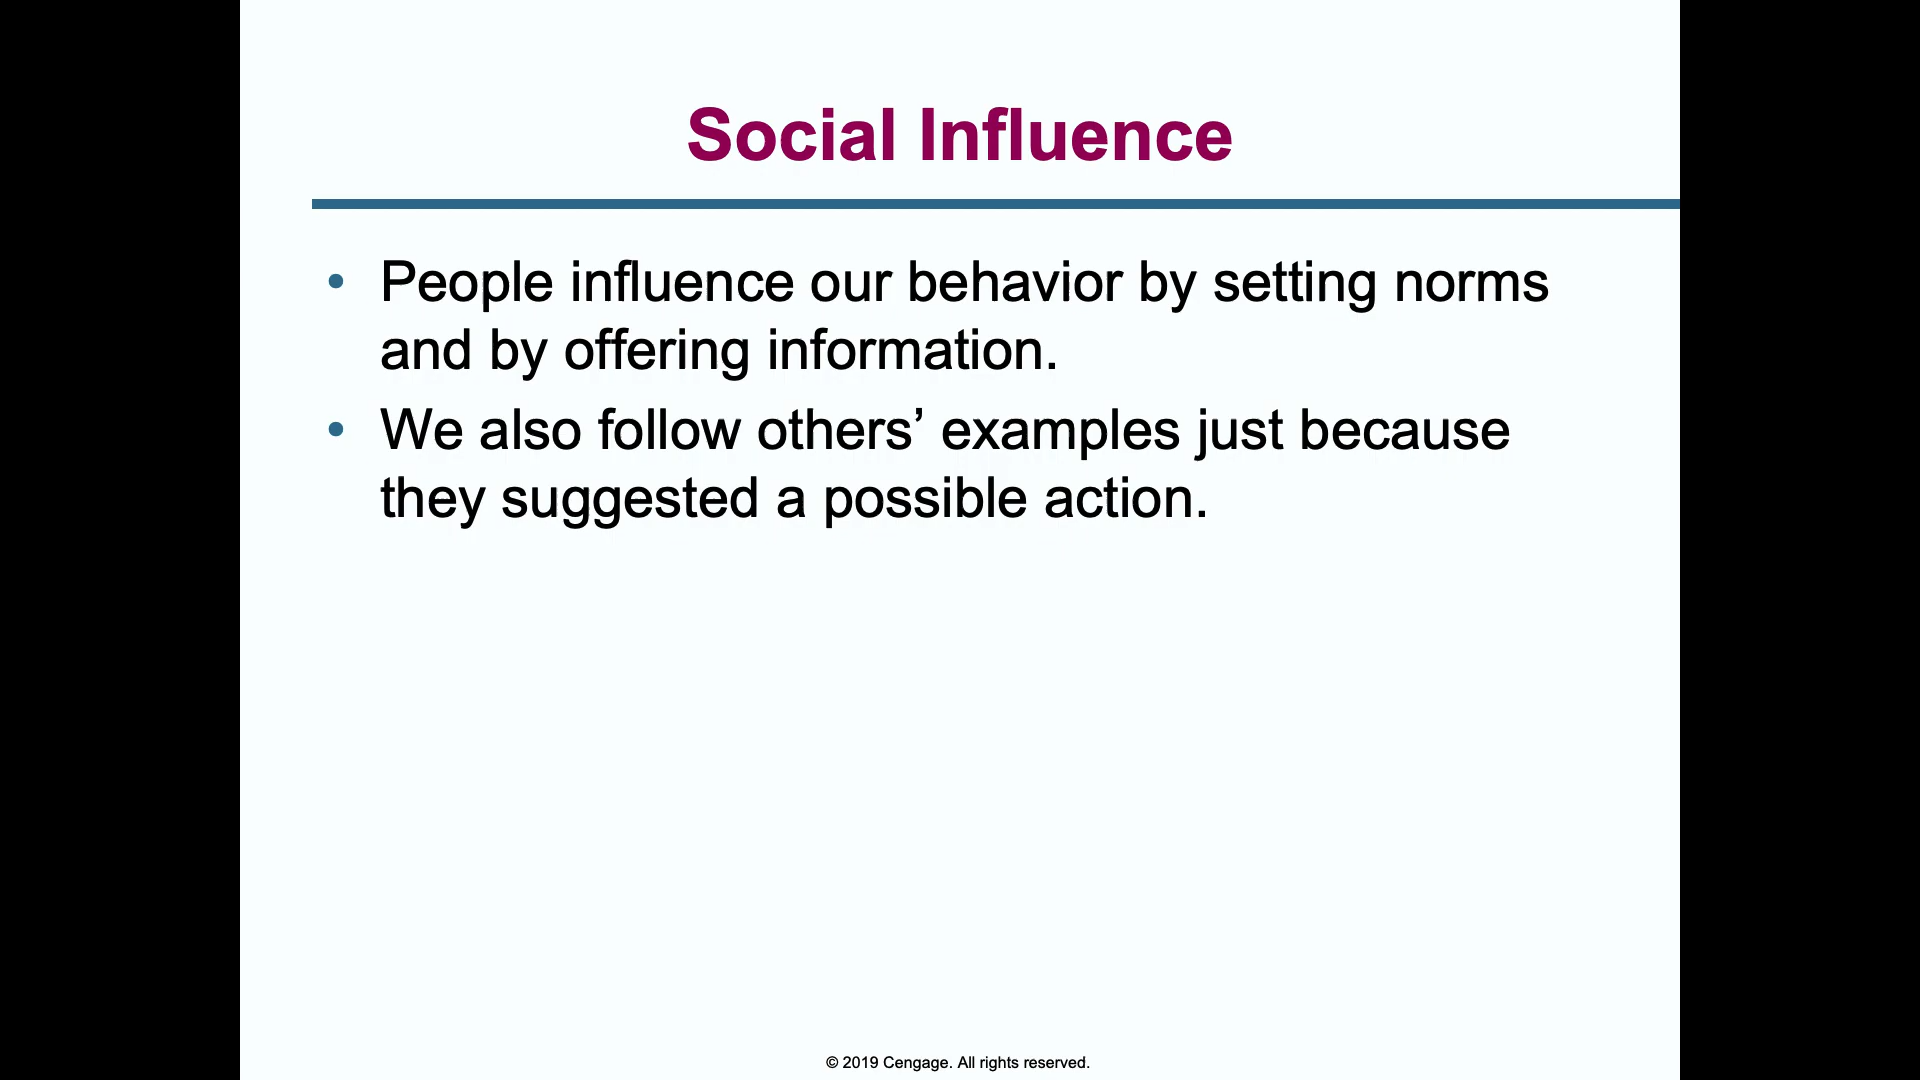 Social Influence
• People influence our behavior by setting norms
and by offering information.
• We also follow others’ examples just because
they suggested a possible action.
© 2019 Cengage. All rights reserved.